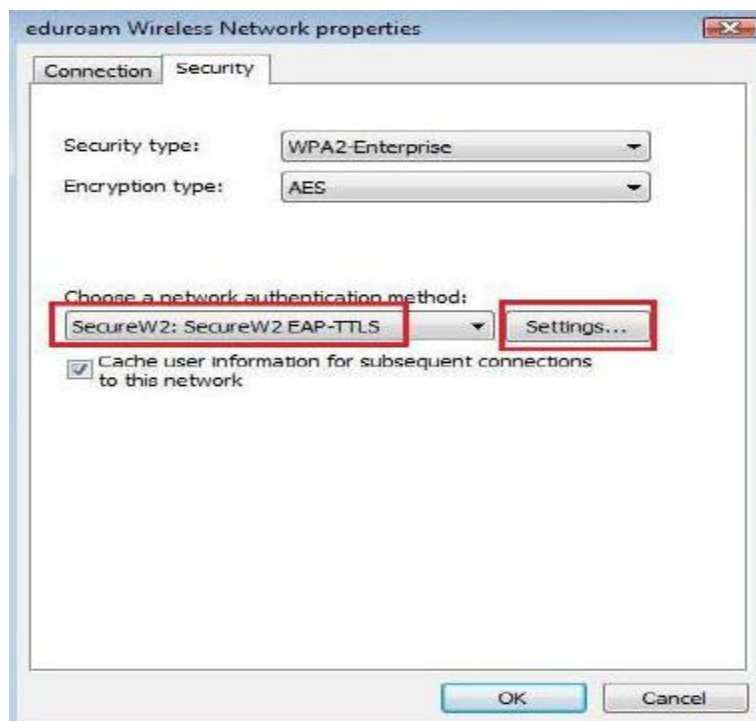 eduroam Wireless Network properties
Connection Security
Security type: WPA2-Enterprise
Encryption type: AES
Choose a network authentication method:
SecureW2: SecureW2 EAP-TTLS Settings...
Cache user information for subsequent connections
to this network
OK Cancel